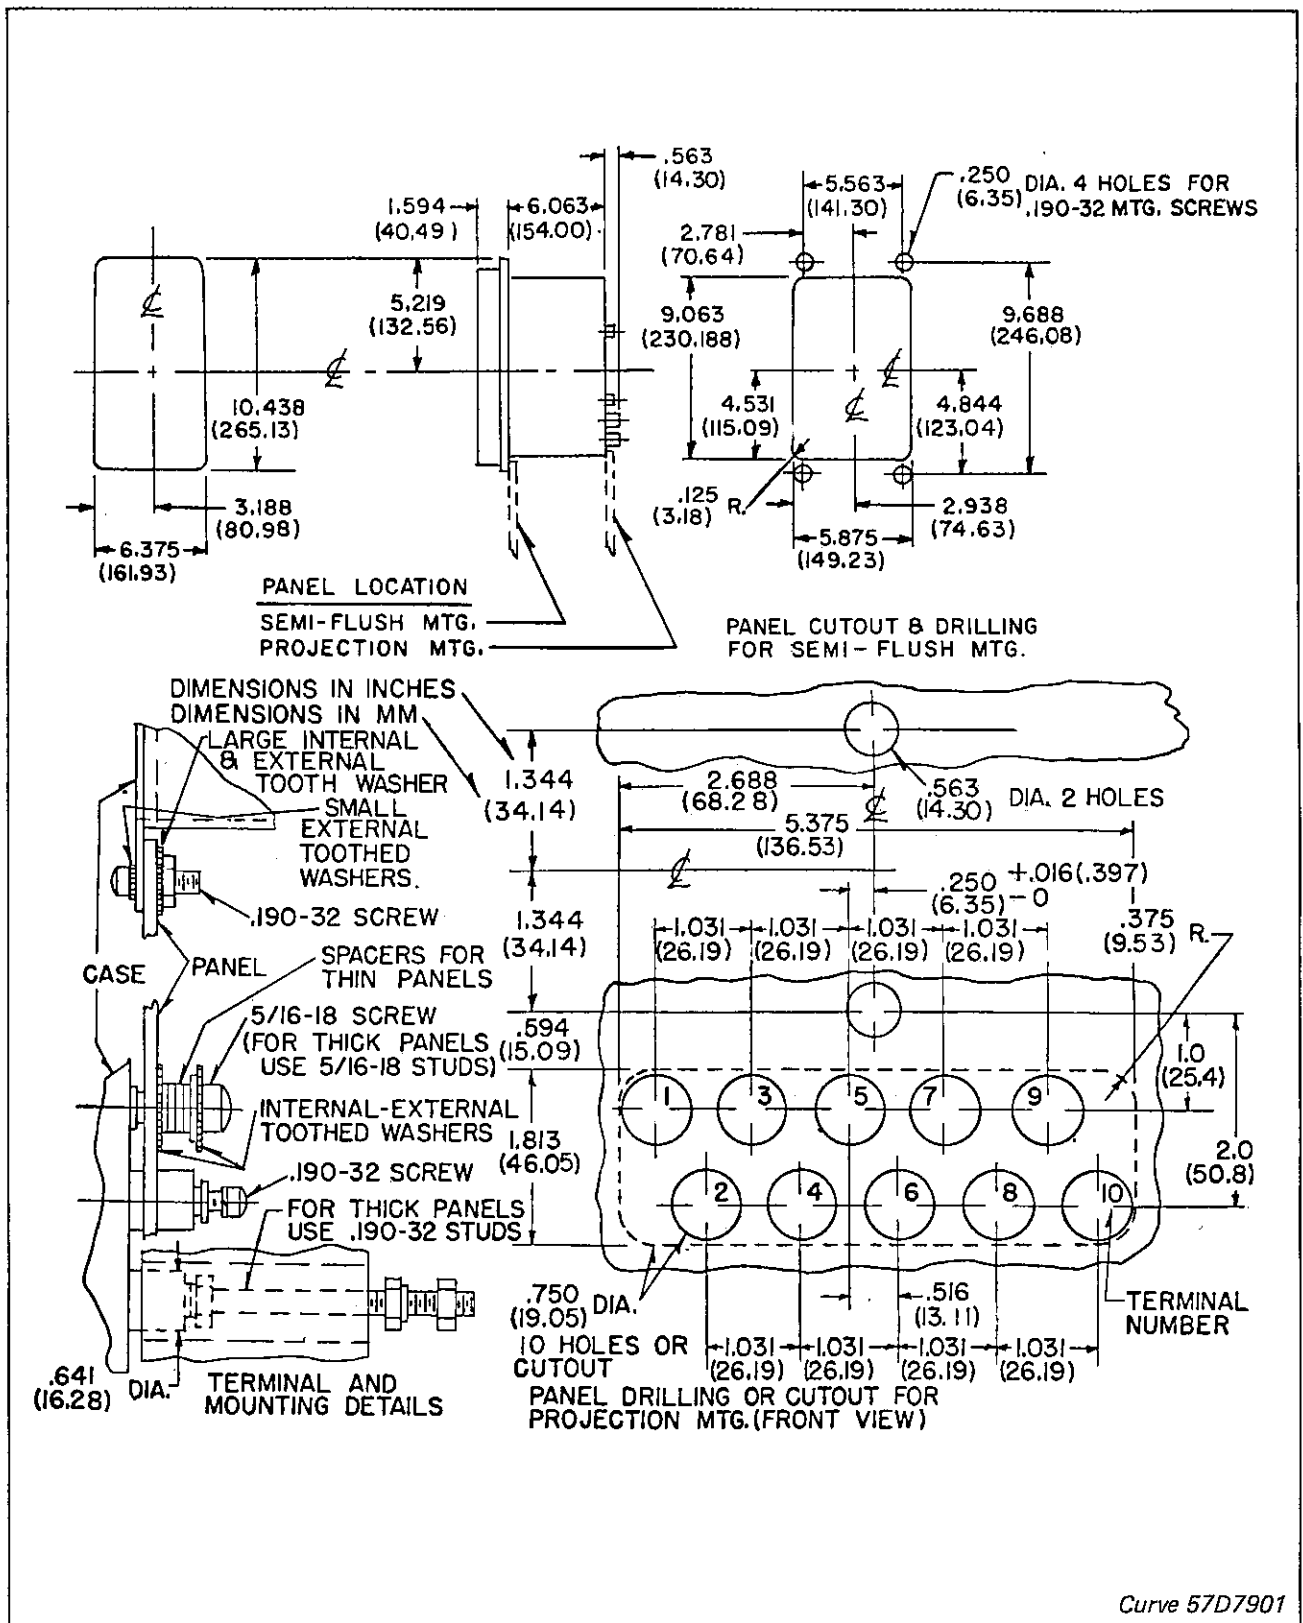 .563
(14.30)
1.594
(40.49)
6.063
(154.00)
5.563
(141.30)
.250
(6.35)
DIA. 4 HOLES FOR
.190-32 MTG. SCREWS
2.781
(70.64)
5.219
(132.56)
9.063
(230.188)
9.688
(246.08)
℄
℄
℄
℄
10.438
(265.13)
4.531
(115.09)
4.844
(123.04)
3.188
(80.98)
.125
(3.18)
R.
2.938
(74.63)
6.375
(161.93)
5.875
(149.23)
PANEL LOCATION
SEMI-FLUSH MTG.
PROJECTION MTG.
PANEL CUTOUT & DRILLING
FOR SEMI-FLUSH MTG.
DIMENSIONS IN INCHES
DIMENSIONS IN MM
LARGE INTERNAL
& EXTERNAL
TOOTH WASHER
SMALL
EXTERNAL
TOOTHED
WASHERS.
.190-32 SCREW
CASE
PANEL
SPACERS FOR
THIN PANELS
5/16-18 SCREW
(FOR THICK PANELS
USE 5/16-18 STUDS)
INTERNAL-EXTERNAL
TOOTHED WASHERS
.190-32 SCREW
FOR THICK PANELS
USE .190-32 STUDS
.641
(16.28)
DIA.
TERMINAL AND
MOUNTING DETAILS
1.344
(34.14)
2.688
(68.28)
℄
.563
(14.30)
DIA. 2 HOLES
5.375
(136.53)
℄
.250
(6.35)
+.016(.397)
-0
1.344
(34.14)
1.031
(26.19)
1.031
(26.19)
1.031
(26.19)
1.031
(26.19)
.375
(9.53)
R.
.594
(15.09)
1.0
(25.4)
1 3 5 7 9
1.813
(46.05)
2.0
(50.8)
2 4 6 8 10
.750
(19.05)
DIA.
10 HOLES OR
CUTOUT
.516
(13.11)
TERMINAL
NUMBER
1.031
(26.19)
1.031
(26.19)
1.031
(26.19)
1.031
(26.19)
PANEL DRILLING OR CUTOUT FOR
PROJECTION MTG.(FRONT VIEW)
Curve 57D7901